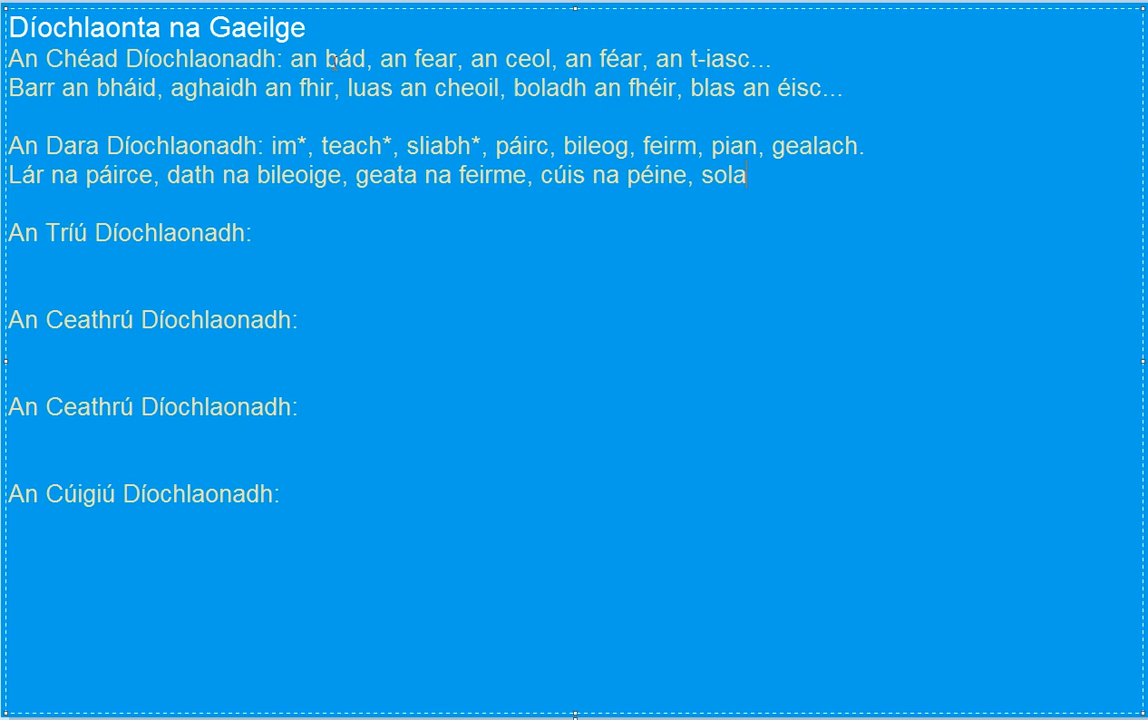 Díochlaonta na Gaeilge
An Chéad Díochlaonadh: an bád, an fear, an ceol, an féar, an t-iasc...
Barr an bháid, aghaidh an fhir, luas an cheoil, boladh an fhéir, blas an éisc...
An Dara Díochlaonadh: im*, teach*, sliabh*, páirc, bileog, feirm, pian, gealach.
Lár na páirce, dath na bileoige, geata na feirme, cúis na péine, sola
An Tríú Díochlaonadh:
An Ceathrú Díochlaonadh:
An Ceathrú Díochlaonadh:
An Cúigiú Díochlaonadh: